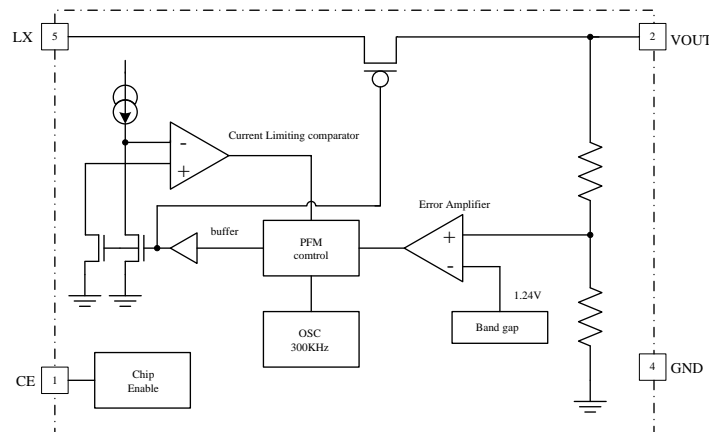 LX
5
2
VOUT
Current Limiting comparator
-
+
buffer
PFM
comtrol
Error Amplifier
+
-
1.24V
Band gap
OSC
300KHz
CE
1
Chip
Enable
4
GND